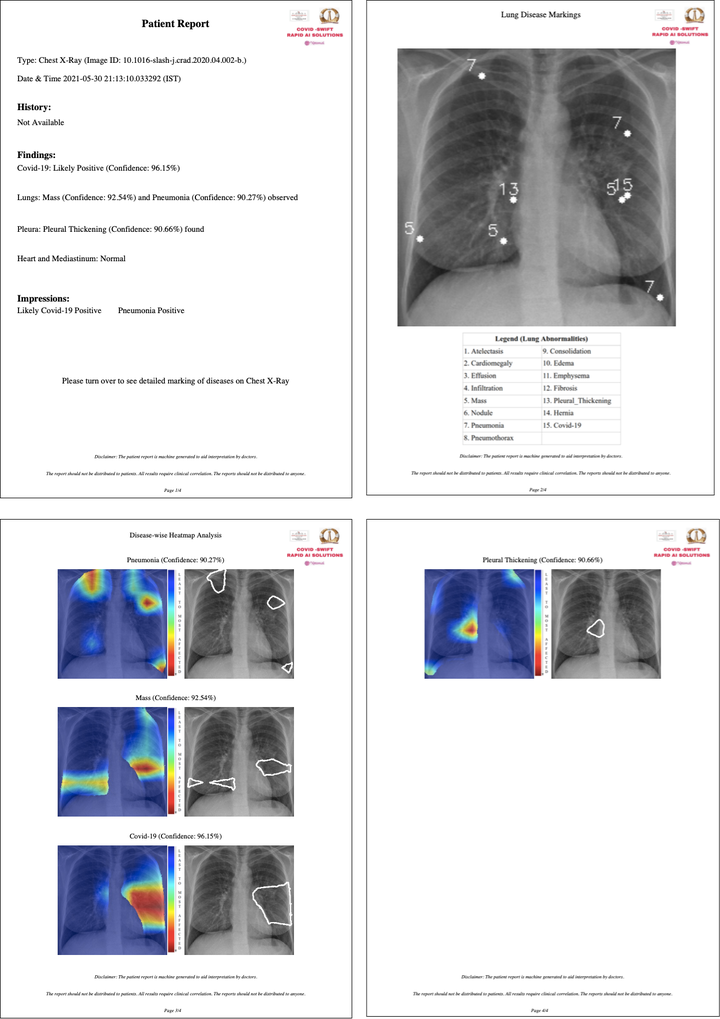 Patient Report
COVID -SWIFT
RAPID AI SOLUTIONS
Type: Chest X-Ray (Image ID: 10.1016-slash-j.crad.2020.04.002-b.)
Date & Time 2021-05-30 21:13:10.033292 (IST)
History:
Not Available
Findings:
Covid-19: Likely Positive (Confidence: 96.15%)
Lungs: Mass (Confidence: 92.54%) and Pneumonia (Confidence: 90.27%) observed
Pleura: Pleural Thickening (Confidence: 90.66%) found
Heart and Mediastinum: Normal
Impressions:
Likely Covid-19 Positive Pneumonia Positive
Please turn over to see detailed marking of diseases on Chest X-Ray
Disclaimer: The patient report is machine generated to aid interpretation by doctors.
The report should not be distributed to patients. All results require clinical correlation. The reports should not be distributed to anyone.
Page 1/4
Lung Disease Markings
COVID -SWIFT
RAPID AI SOLUTIONS
7
7
13
5 15
5
5
7
Legend (Lung Abnormalities)
1. Atelectasis 9. Consolidation
2. Cardiomegaly 10. Edema
3. Effusion 11. Emphysema
4. Infiltration 12. Fibrosis
5. Mass 13. Pleural_Thickening
6. Nodule 14. Hernia
7. Pneumonia 15. Covid-19
8. Pneumothorax
Disclaimer: The patient report is machine generated to aid interpretation by doctors.
The report should not be distributed to patients. All results require clinical correlation. The reports should not be distributed to anyone.
Page 2/4
Disease-wise Heatmap Analysis
COVID -SWIFT
RAPID AI SOLUTIONS
Pneumonia (Confidence: 90.27%)
LEAST TO MOST AFFECTED
Mass (Confidence: 92.54%)
LEAST TO MOST AFFECTED
Covid-19 (Confidence: 96.15%)
LEAST TO MOST AFFECTED
Disclaimer: The patient report is machine generated to aid interpretation by doctors.
The report should not be distributed to patients. All results require clinical correlation. The reports should not be distributed to anyone.
Page 3/4
COVID -SWIFT
RAPID AI SOLUTIONS
Pleural Thickening (Confidence: 90.66%)
LEAST TO MOST AFFECTED
Disclaimer: The patient report is machine generated to aid interpretation by doctors.
The report should not be distributed to patients. All results require clinical correlation. The reports should not be distributed to anyone.
Page 4/4